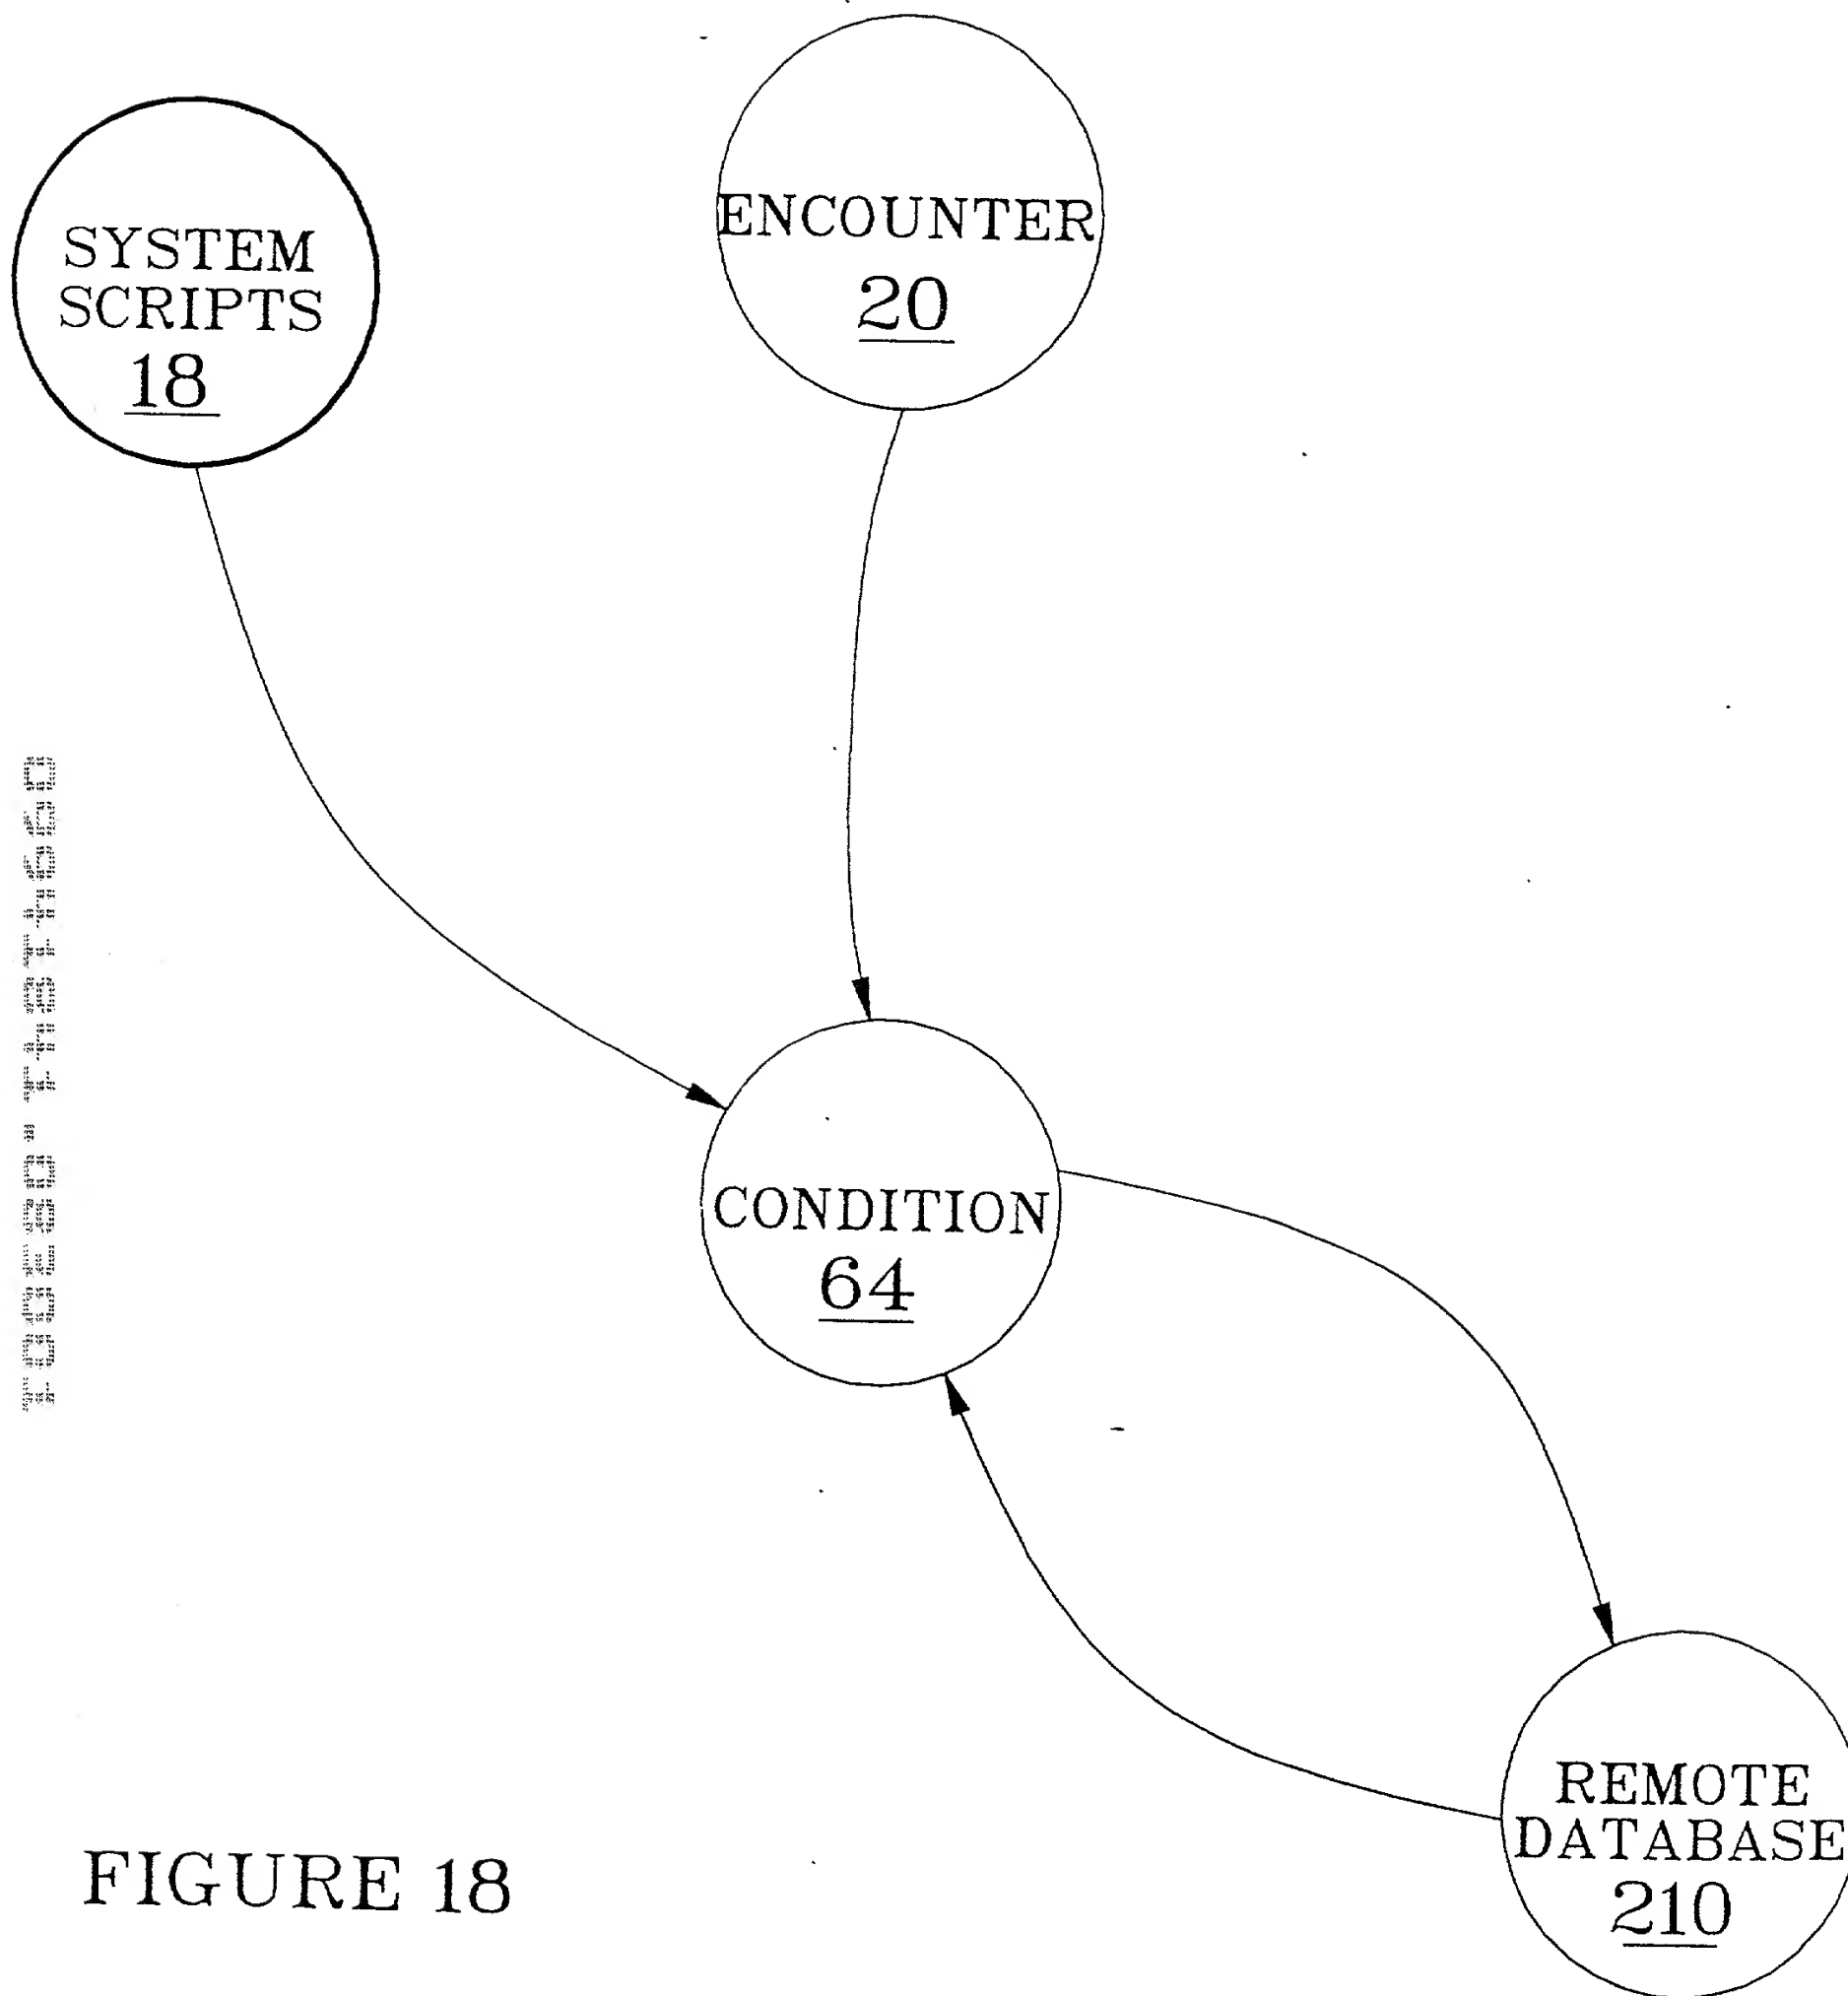 ENCOUNTER
20
SYSTEM
SCRIPTS
18
CONDITION
64
REMOTE
DATABASE
210
FIGURE 18